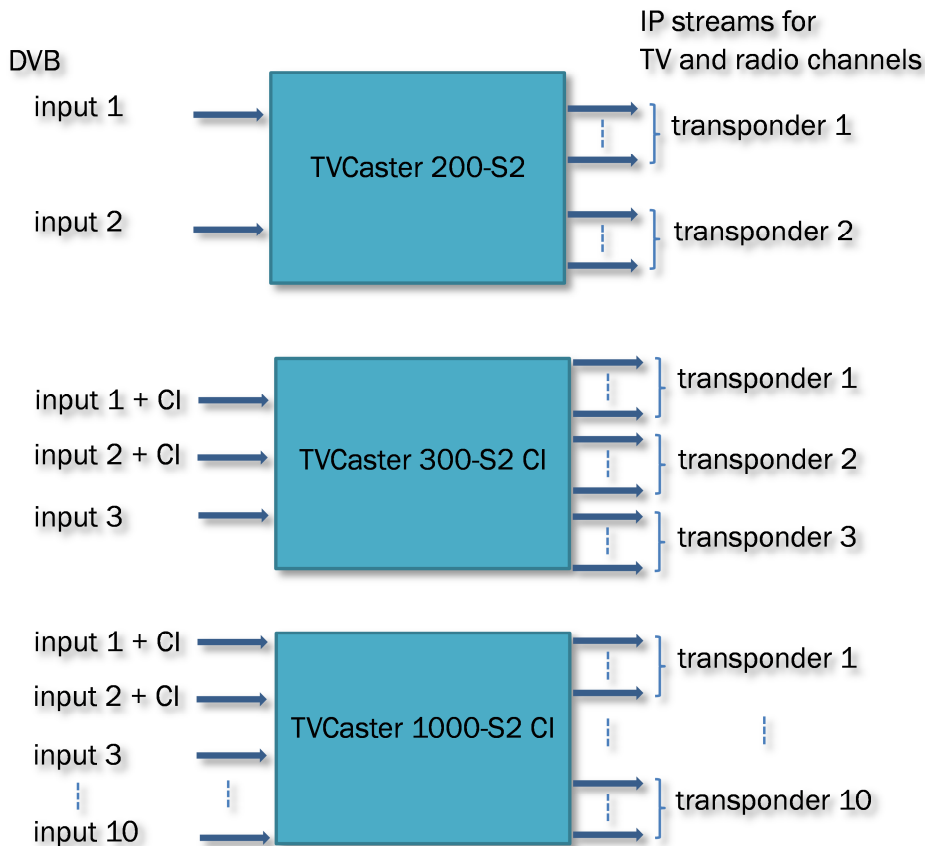 IP streams for
TV and radio channels
DVB
input 1
TVCaster 200-S2
transponder 1
input 2
transponder 2
input 1 + CI
input 2 + CI
input 3
TVCaster 300-S2 CI
transponder 1
transponder 2
transponder 3
input 1 + CI
input 2 + CI
input 3
input 10
TVCaster 1000-S2 CI
transponder 1
transponder 10